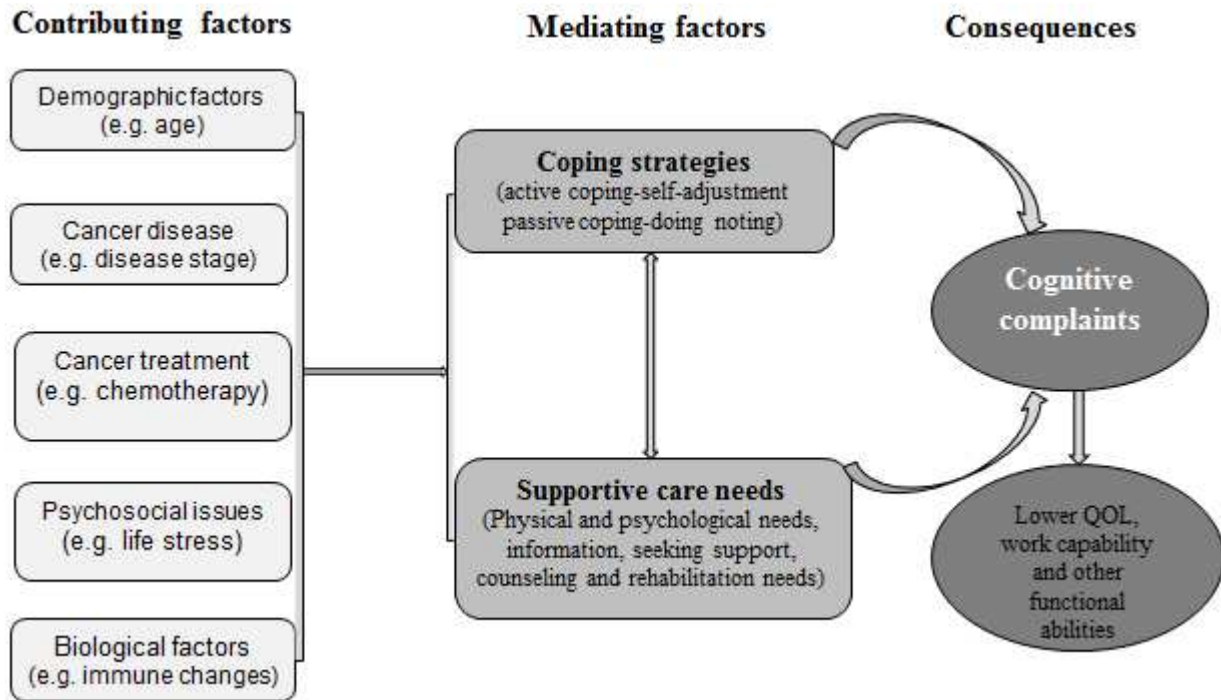 Contributing factors
Mediating factors
Consequences
Demographic factors
(e.g. age)
Cancer disease
(e.g. disease stage)
Cancer treatment
(e.g. chemotherapy)
Psychosocial issues
(e.g. life stress)
Biological factors
(e.g. immune changes)
Coping strategies
(active coping-self-adjustment
passive coping-doing noting)
Supportive care needs
(Physical and psychological needs,
information, seeking support,
counseling and rehabilitation needs)
Cognitive
complaints
Lower QOL,
work capability
and other
functional
abilities